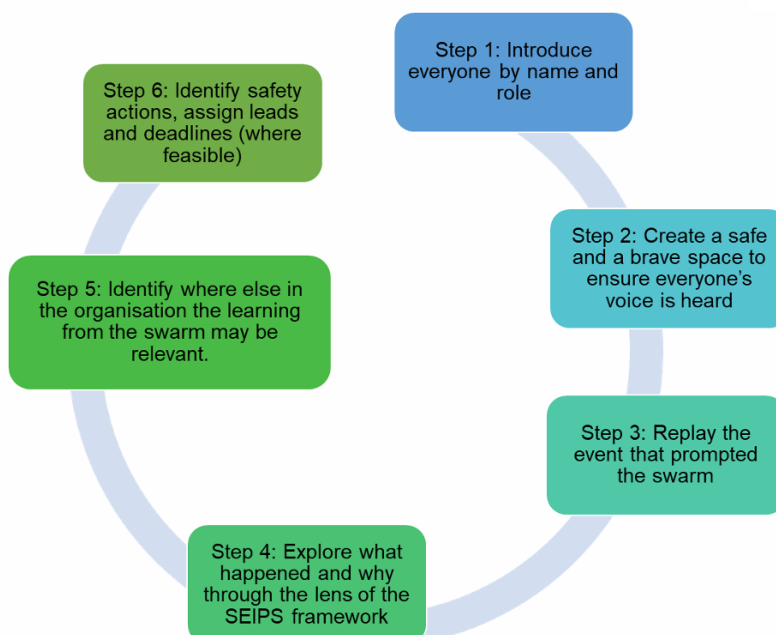 Step 1: Introduce
everyone by name and
role
Step 2: Create a safe
and a brave space to
ensure everyone's
voice is heard
Step 3: Replay the
event that prompted
the swarm
Step 4: Explore what
happened and why
through the lens of the
SEIPS framework
Step 5: Identify where else in
the organisation the learning
from the swarm may be
relevant.
Step 6: Identify safety
actions, assign leads
and deadlines (where
feasible)